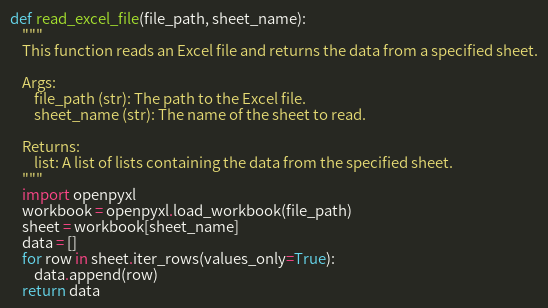 def read_excel_file(file_path, sheet_name):
    """
    This function reads an Excel file and returns the data from a specified sheet.

    Args:
        file_path (str): The path to the Excel file.
        sheet_name (str): The name of the sheet to read.

    Returns:
        list: A list of lists containing the data from the specified sheet.
    """
    import openpyxl
    workbook = openpyxl.load_workbook(file_path)
    sheet = workbook[sheet_name]
    data = []
    for row in sheet.iter_rows(values_only=True):
        data.append(row)
    return data